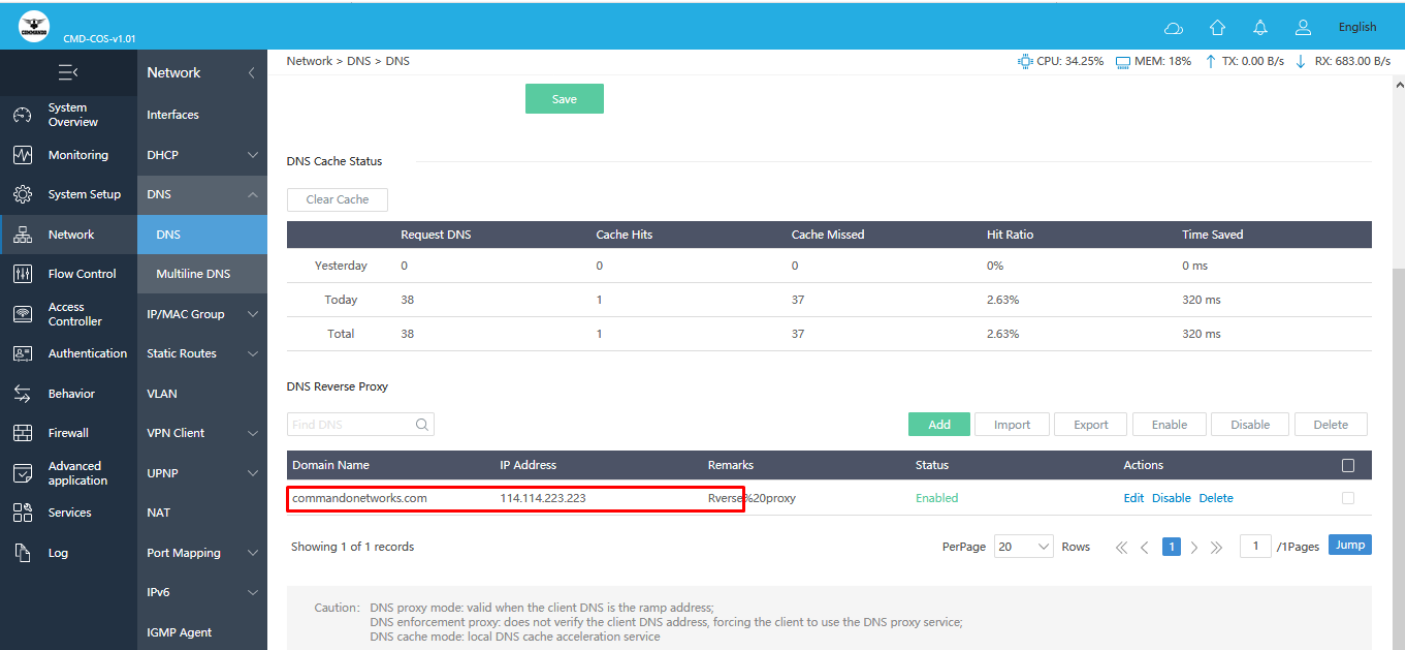 COMMANDO
CMD-COS-v1.01
English
Network > DNS > DNS
CPU: 34.25% MEM: 18% TX: 0.00 B/s RX: 683.00 B/s
System Overview
Monitoring
System Setup
Network
Flow Control
Access Controller
Authentication
Behavior
Firewall
Advanced application
Services
Log
Network
Interfaces
DHCP
DNS
DNS
Multiline DNS
IP/MAC Group
Static Routes
VLAN
VPN Client
UPNP
NAT
Port Mapping
IPv6
IGMP Agent
Save
DNS Cache Status
Clear Cache
Request DNS Cache Hits Cache Missed Hit Ratio Time Saved
Yesterday 0 0 0 0% 0 ms
Today 38 1 37 2.63% 320 ms
Total 38 1 37 2.63% 320 ms
DNS Reverse Proxy
Find DNS Add Import Export Enable Disable Delete
Domain Name IP Address Remarks Status Actions
commandonetworks.com 114.114.223.223 Rverse%20proxy Enabled Edit Disable Delete
Showing 1 of 1 records PerPage 20 Rows 1 1 /1Pages Jump
Caution: DNS proxy mode: valid when the client DNS is the ramp address;
DNS enforcement proxy: does not verify the client DNS address, forcing the client to use the DNS proxy service;
DNS cache mode: local DNS cache acceleration service